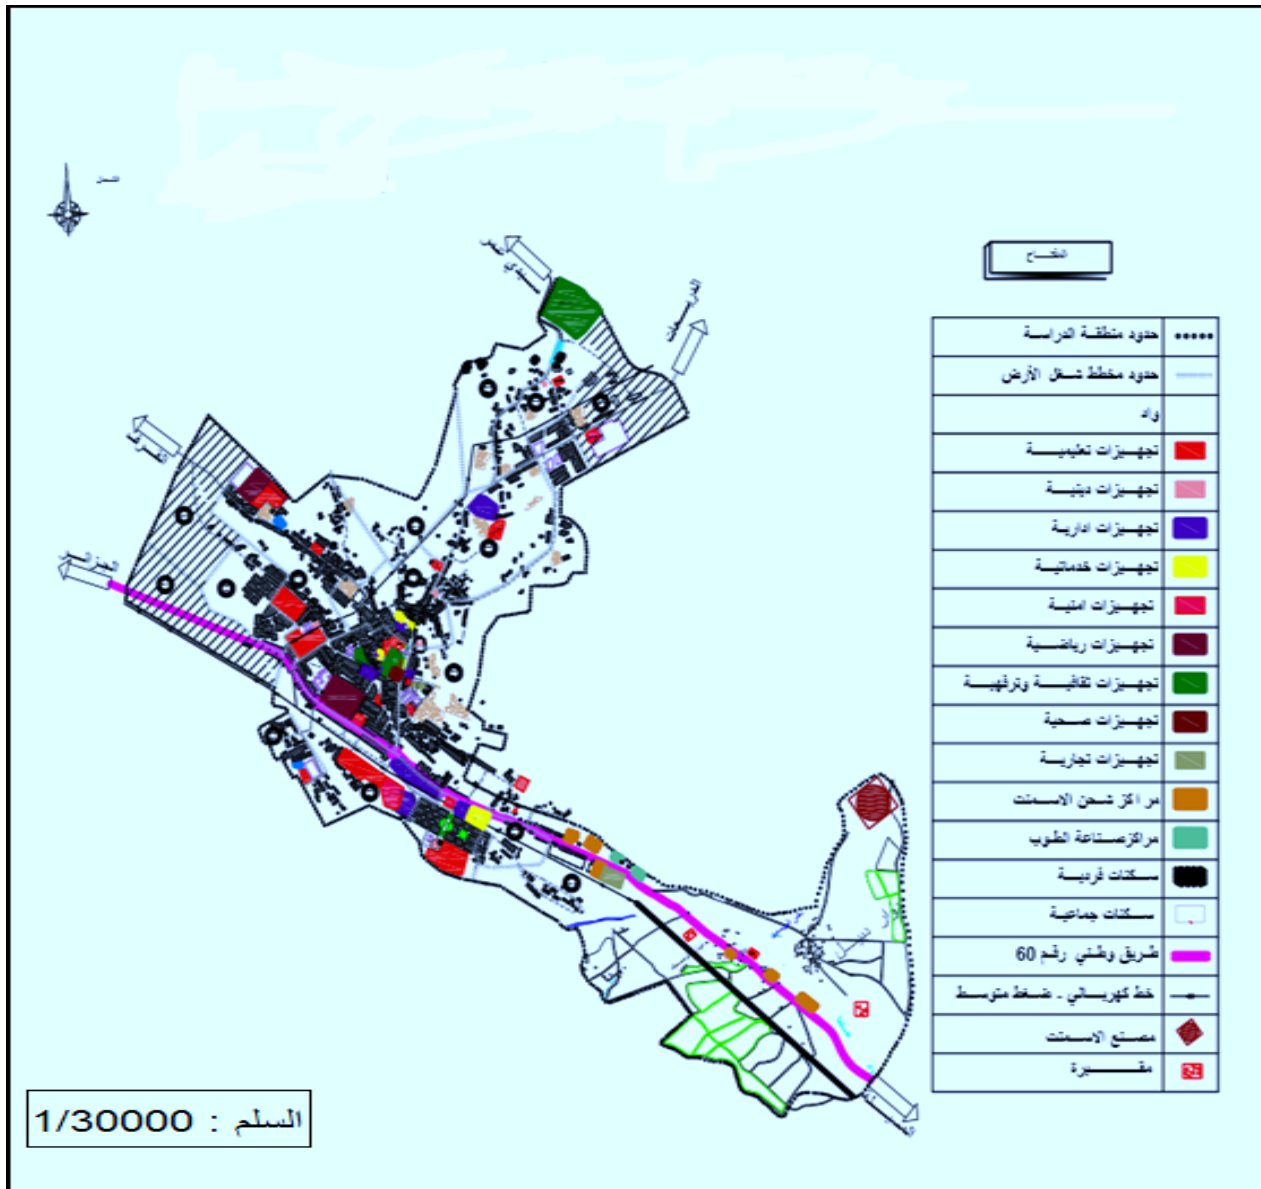 المفتاح
حدود منطقة الدراسة
حدود مخطط شغل الأرض
واد
تجهيزات تعليمية
تجهيزات دينية
تجهيزات ادارية
تجهيزات خدماتية
تجهيزات امنية
تجهيزات رياضية
تجهيزات ثقافية وترفهية
تجهيزات صحية
تجهيزات تجارية
مراكز شحن الاسمنت
مراكزصناعة الطوب
سكنات فردية
سكنات جماعية
طريق وطني رقم 60
خط كهربائي - ضغط متوسط
مصنع الاسمنت
مقبرة
السلم : 1/30000